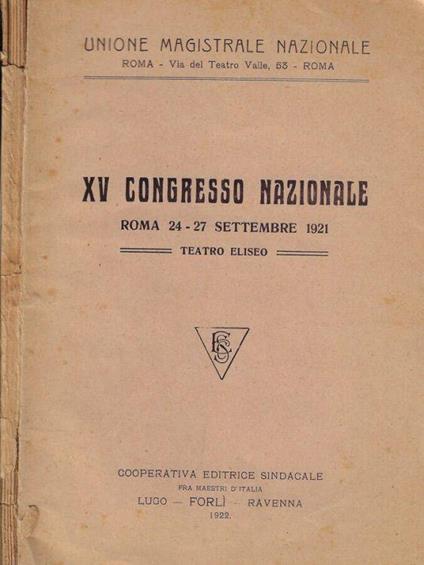 UNIONE MAGISTRALE NAZIONALE
ROMA - Via del Teatro Valle, 53 - ROMA
XV CONGRESSO NAZIONALE
ROMA 24-27 SETTEMBRE 1921
TEATRO ELISEO
COOPERATIVA EDITRICE SINDACALE
FRA MAESTRI D'ITALIA
LUGO — FORLÌ — RAVENNA
1922.